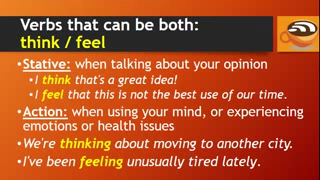 Verbs that can be both:
think / feel
•Stative: when talking about your opinion
•I think that's a great idea!
•I feel that this is not the best use of our time.
•Action: when using your mind, or experiencing
emotions or health issues
•We're thinking about moving to another city.
•I've been feeling unusually tired lately.